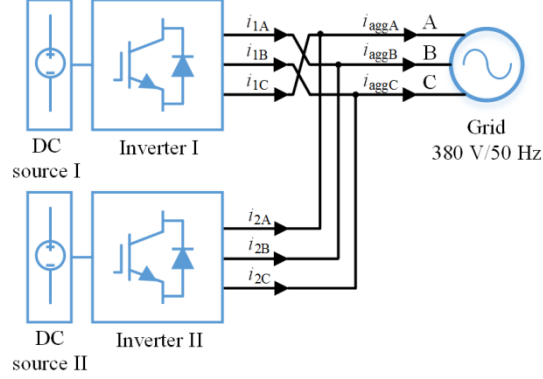 i1A iaggA A
i1B iaggB B
i1C iaggC C
DC
source I
Inverter I
Grid
380 V/50 Hz
i2A
i2B
i2C
DC
source II
Inverter II